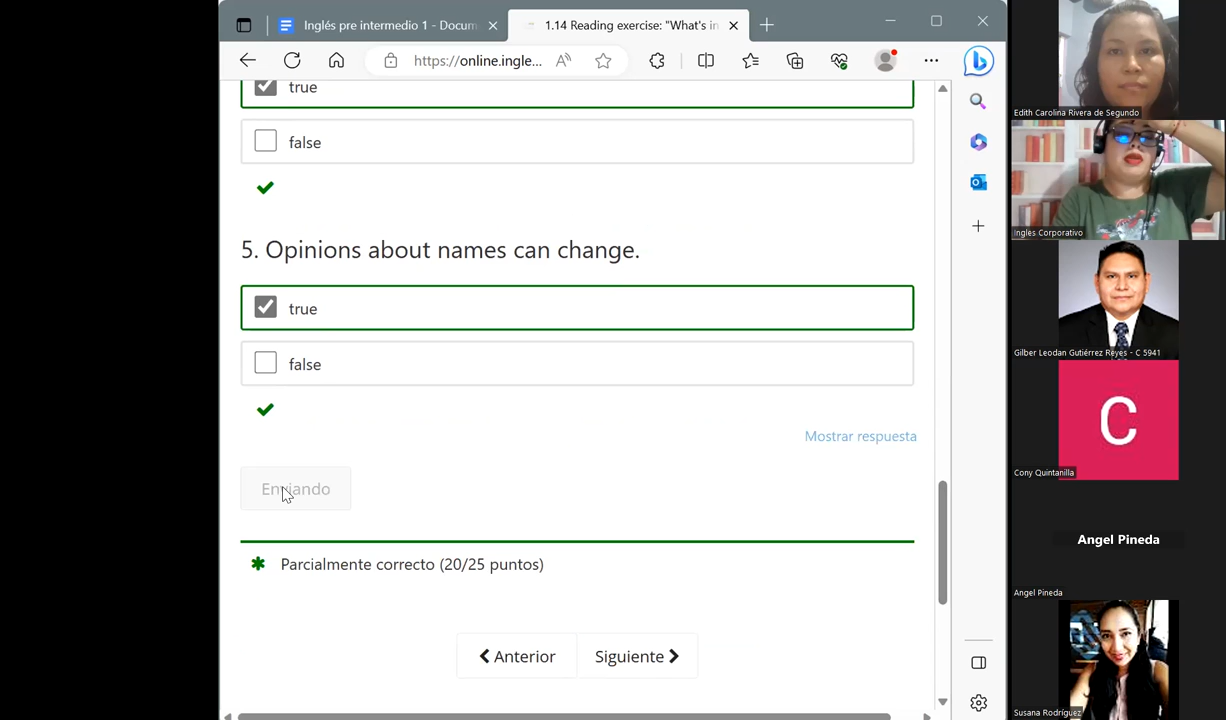 Inglés pre intermedio 1 - Docum
1.14 Reading exercise: "What's in
https://online.ingle...
true
false
5. Opinions about names can change.
true
false
Mostrar respuesta
Enviando
Parcialmente correcto (20/25 puntos)
Anterior
Siguiente
Edith Carolina Rivera de Segundo
Inglés Corporativo
Gilber Leodan Gutiérrez Reyes - C 5941
C
Cony Quintanilla
Angel Pineda
Angel Pineda
Susana Rodríguez